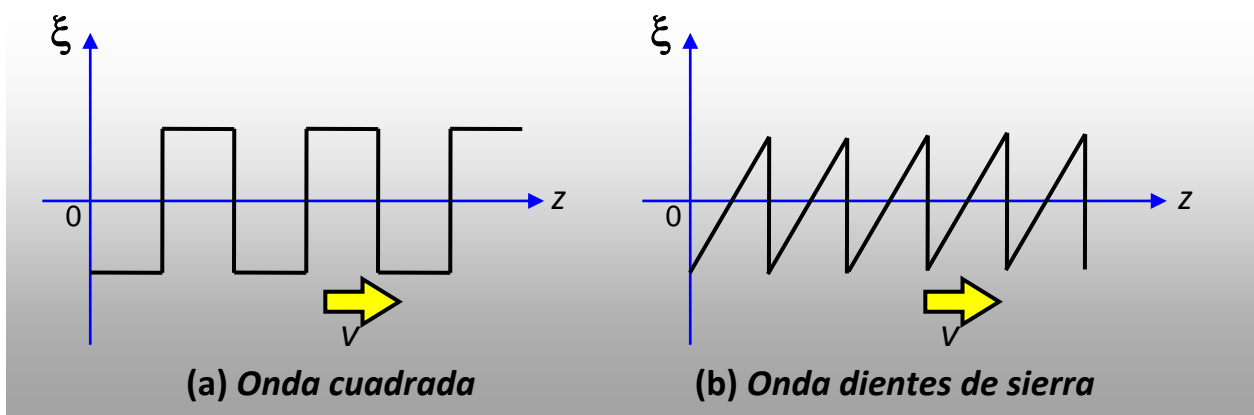 ξ
z
0
v
(a) Onda cuadrada
ξ
z
0
v
(b) Onda dientes de sierra